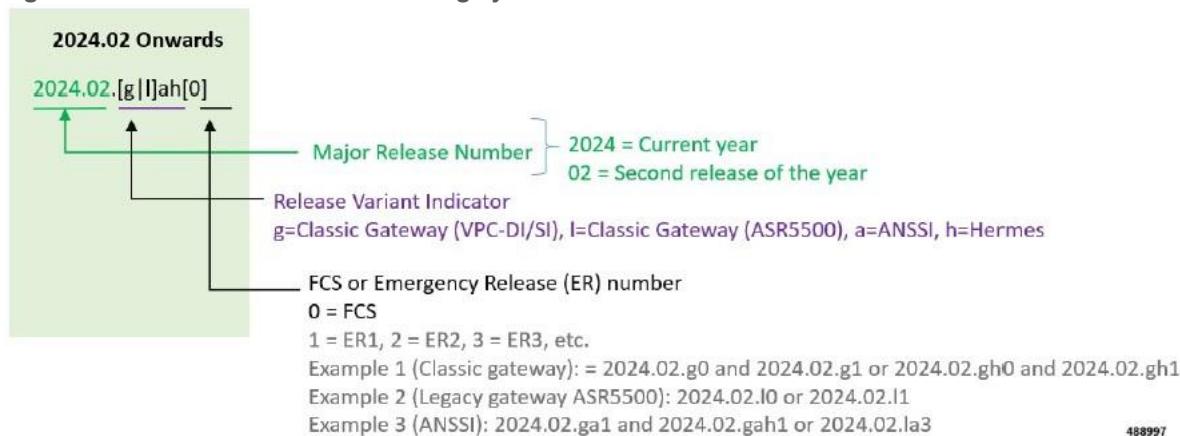 2024.02 Onwards
2024.02.[g|l]ah[0]
Major Release Number
2024 = Current year
02 = Second release of the year
Release Variant Indicator
g=Classic Gateway (VPC-DI/SI), l=Classic Gateway (ASR5500), a=ANSSI, h=Hermes
FCS or Emergency Release (ER) number
0 = FCS
1 = ER1, 2 = ER2, 3 = ER3, etc.
Example 1 (Classic gateway): = 2024.02.g0 and 2024.02.g1 or 2024.02.gh0 and 2024.02.gh1
Example 2 (Legacy gateway ASR5500): 2024.02.l0 or 2024.02.l1
Example 3 (ANSSI): 2024.02.ga1 and 2024.02.gah1 or 2024.02.la3
488997